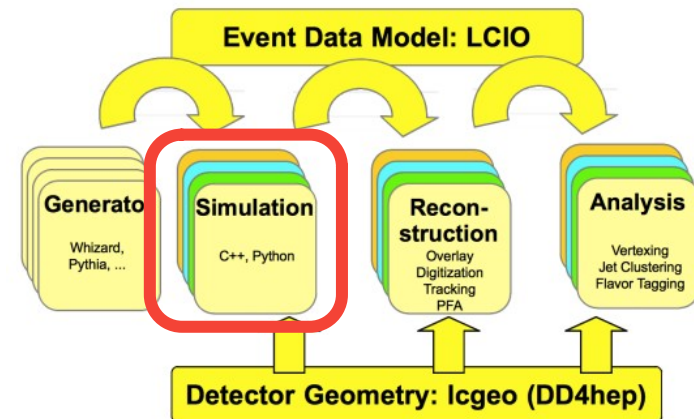 Event Data Model: LCIO
Generato
Whizard,
Pythia, ...
Simulation
C++, Python
Recon-
struction
Overlay
Digitization
Tracking
PFA
Analysis
Vertexing
Jet Clustering
Flavor Tagging
Detector Geometry: lcgeo (DD4hep)